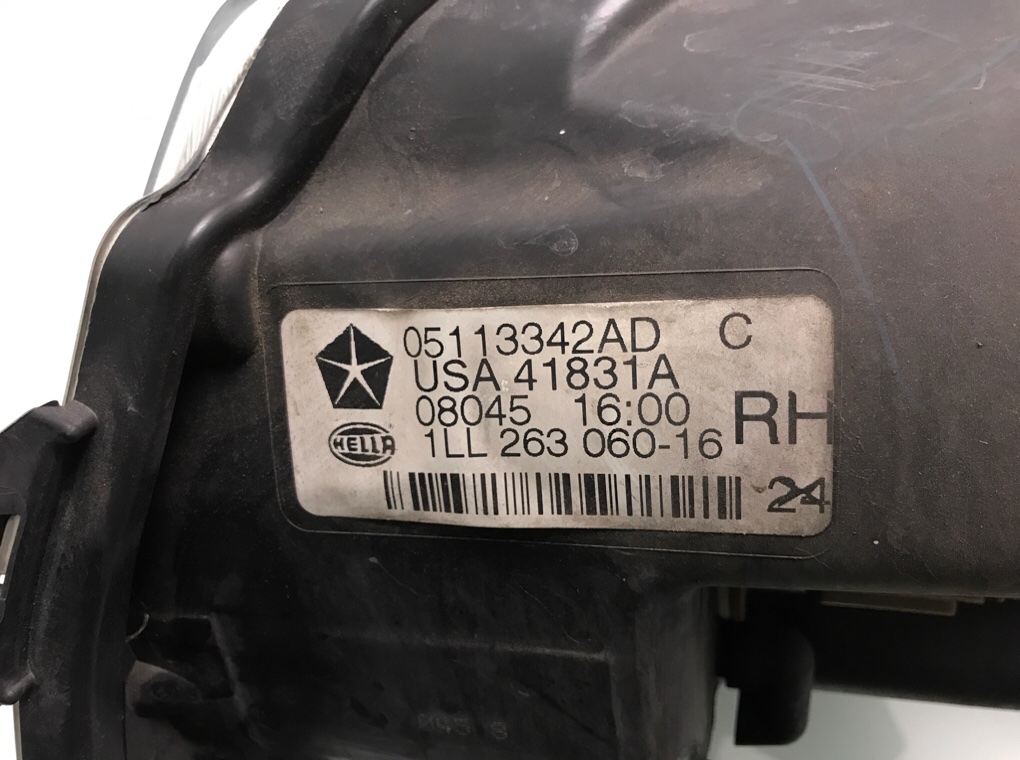 05113342AD C
USA 41831A
08045 16:00 RH
HELLA 1LL 263 060-16
24